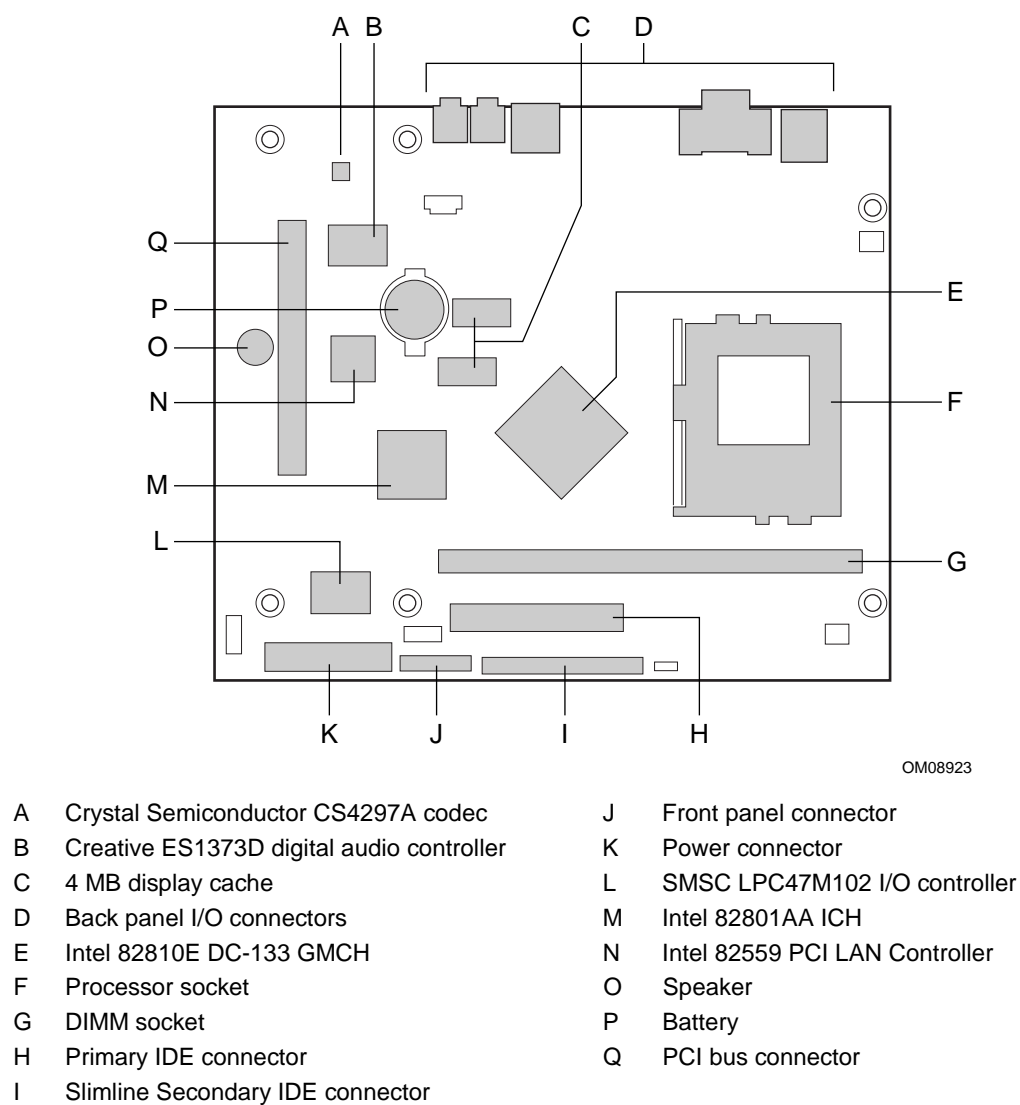 A B C D
Q
P
O
N
M
L
E
F
G
K J I H
OM08923
A Crystal Semiconductor CS4297A codec
B Creative ES1373D digital audio controller
C 4 MB display cache
D Back panel I/O connectors
E Intel 82810E DC-133 GMCH
F Processor socket
G DIMM socket
H Primary IDE connector
I Slimline Secondary IDE connector
J Front panel connector
K Power connector
L SMSC LPC47M102 I/O controller
M Intel 82801AA ICH
N Intel 82559 PCI LAN Controller
O Speaker
P Battery
Q PCI bus connector